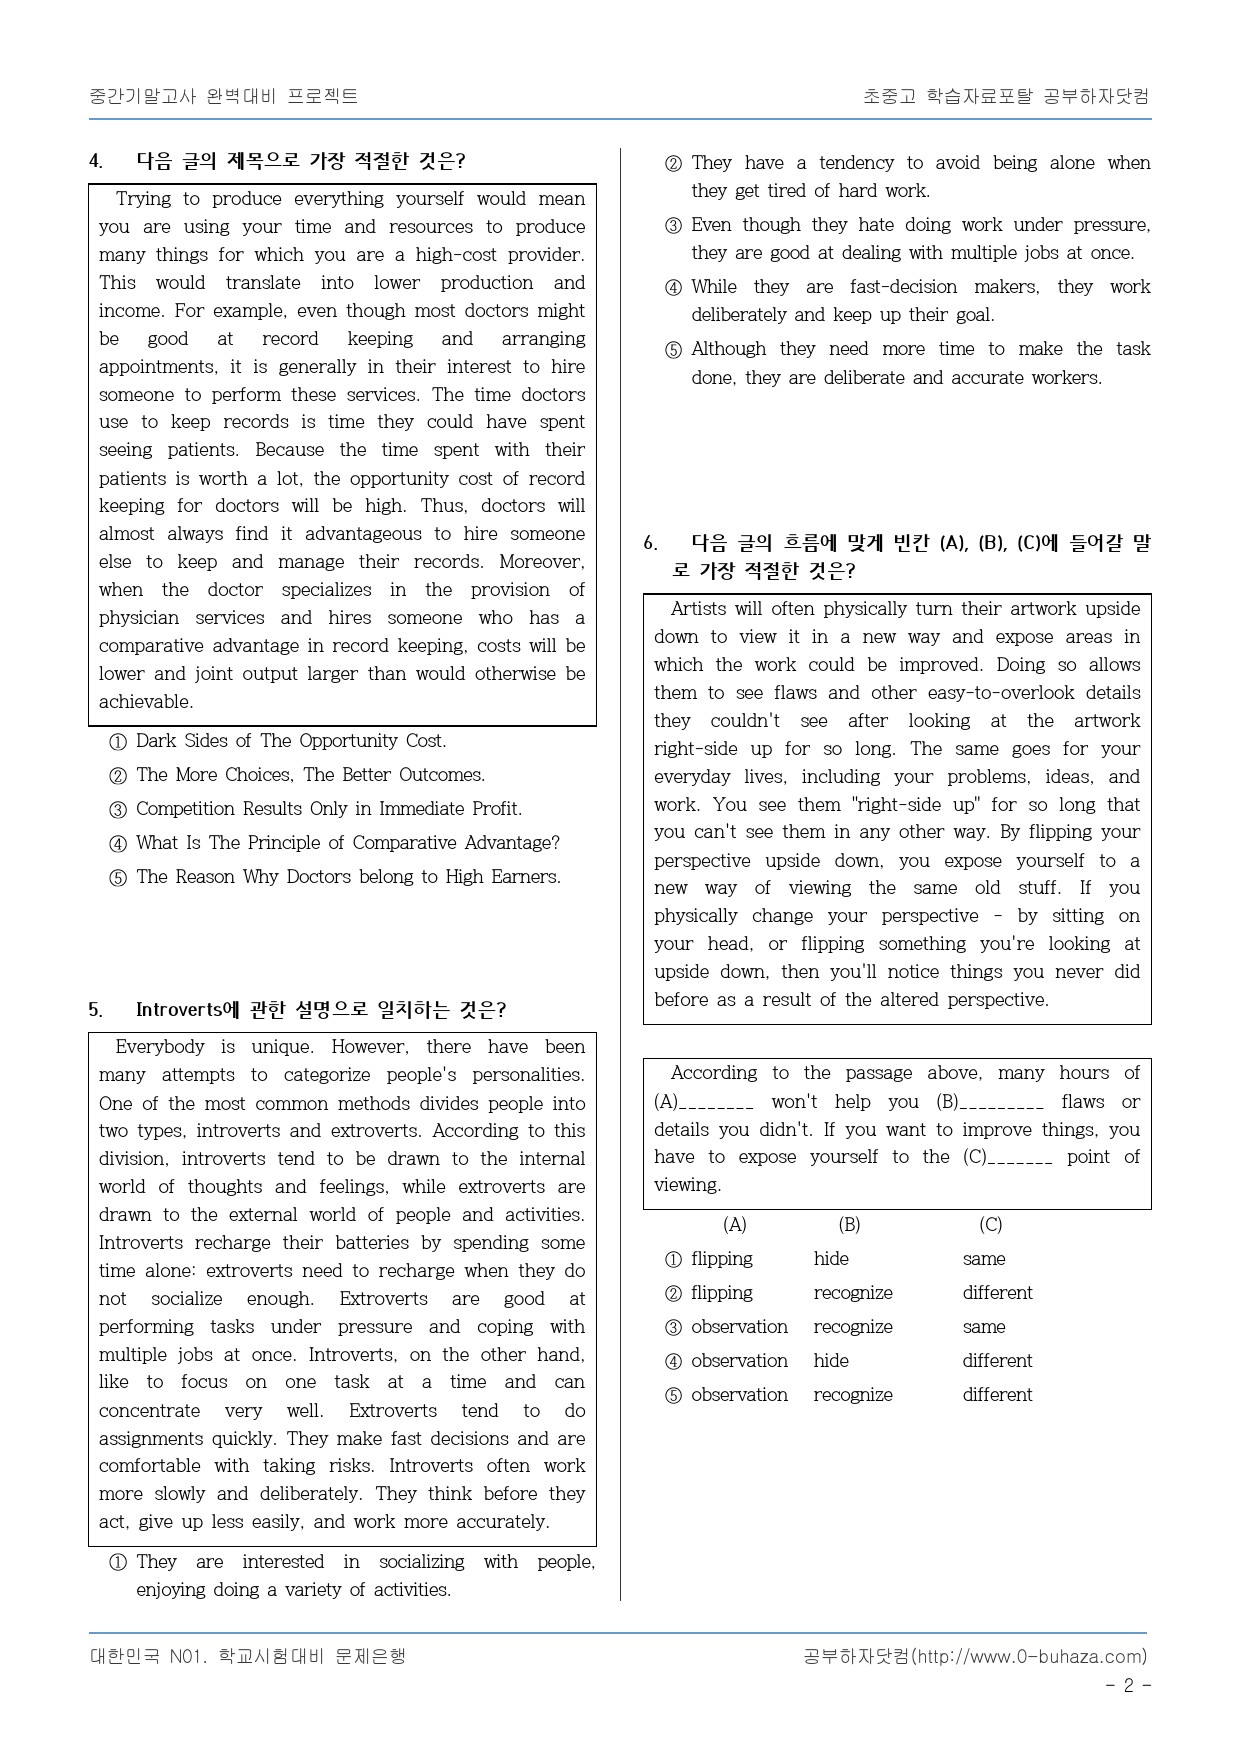 중간기말고사 완벽대비 프로젝트
초중고 학습자료포탈 공부하자닷컴
4. 다음 글의 제목으로 가장 적절한 것은?
Trying to produce everything yourself would mean
you are using your time and resources to produce
many things for which you are a high-cost provider.
This would translate into lower production and
income. For example, even though most doctors might
be good at record keeping and arranging
appointments, it is generally in their interest to hire
someone to perform these services. The time doctors
use to keep records is time they could have spent
seeing patients. Because the time spent with their
patients is worth a lot, the opportunity cost of record
keeping for doctors will be high. Thus, doctors will
almost always find it advantageous to hire someone
else to keep and manage their records. Moreover,
when the doctor specializes in the provision of
physician services and hires someone who has a
comparative advantage in record keeping, costs will be
lower and joint output larger than would otherwise be
achievable.
① Dark Sides of The Opportunity Cost.
② The More Choices, The Better Outcomes.
③ Competition Results Only in Immediate Profit.
④ What Is The Principle of Comparative Advantage?
⑤ The Reason Why Doctors belong to High Earners.
5. Introverts에 관한 설명으로 일치하는 것은?
Everybody is unique. However, there have been
many attempts to categorize people's personalities.
One of the most common methods divides people into
two types, introverts and extroverts. According to this
division, introverts tend to be drawn to the internal
world of thoughts and feelings, while extroverts are
drawn to the external world of people and activities.
Introverts recharge their batteries by spending some
time alone: extroverts need to recharge when they do
not socialize enough. Extroverts are good at
performing tasks under pressure and coping with
multiple jobs at once. Introverts, on the other hand,
like to focus on one task at a time and can
concentrate very well. Extroverts tend to do
assignments quickly. They make fast decisions and are
comfortable with taking risks. Introverts often work
more slowly and deliberately. They think before they
act, give up less easily, and work more accurately.
① They are interested in socializing with people,
enjoying doing a variety of activities.
② They have a tendency to avoid being alone when
they get tired of hard work.
③ Even though they hate doing work under pressure,
they are good at dealing with multiple jobs at once.
④ While they are fast-decision makers, they work
deliberately and keep up their goal.
⑤ Although they need more time to make the task
done, they are deliberate and accurate workers.
6. 다음 글의 흐름에 맞게 빈칸 (A), (B), (C)에 들어갈 말
로 가장 적절한 것은?
Artists will often physically turn their artwork upside
down to view it in a new way and expose areas in
which the work could be improved. Doing so allows
them to see flaws and other easy-to-overlook details
they couldn't see after looking at the artwork
right-side up for so long. The same goes for your
everyday lives, including your problems, ideas, and
work. You see them "right-side up" for so long that
you can't see them in any other way. By flipping your
perspective upside down, you expose yourself to a
new way of viewing the same old stuff. If you
physically change your perspective - by sitting on
your head, or flipping something you're looking at
upside down, then you'll notice things you never did
before as a result of the altered perspective.
According to the passage above, many hours of
(A)________ won't help you (B)_________ flaws or
details you didn't. If you want to improve things, you
have to expose yourself to the (C)_______ point of
viewing.
(A) (B) (C)
① flipping hide same
② flipping recognize different
③ observation recognize same
④ observation hide different
⑤ observation recognize different
대한민국 N01. 학교시험대비 문제은행
공부하자닷컴(http://www.0-buhaza.com)
- 2 -